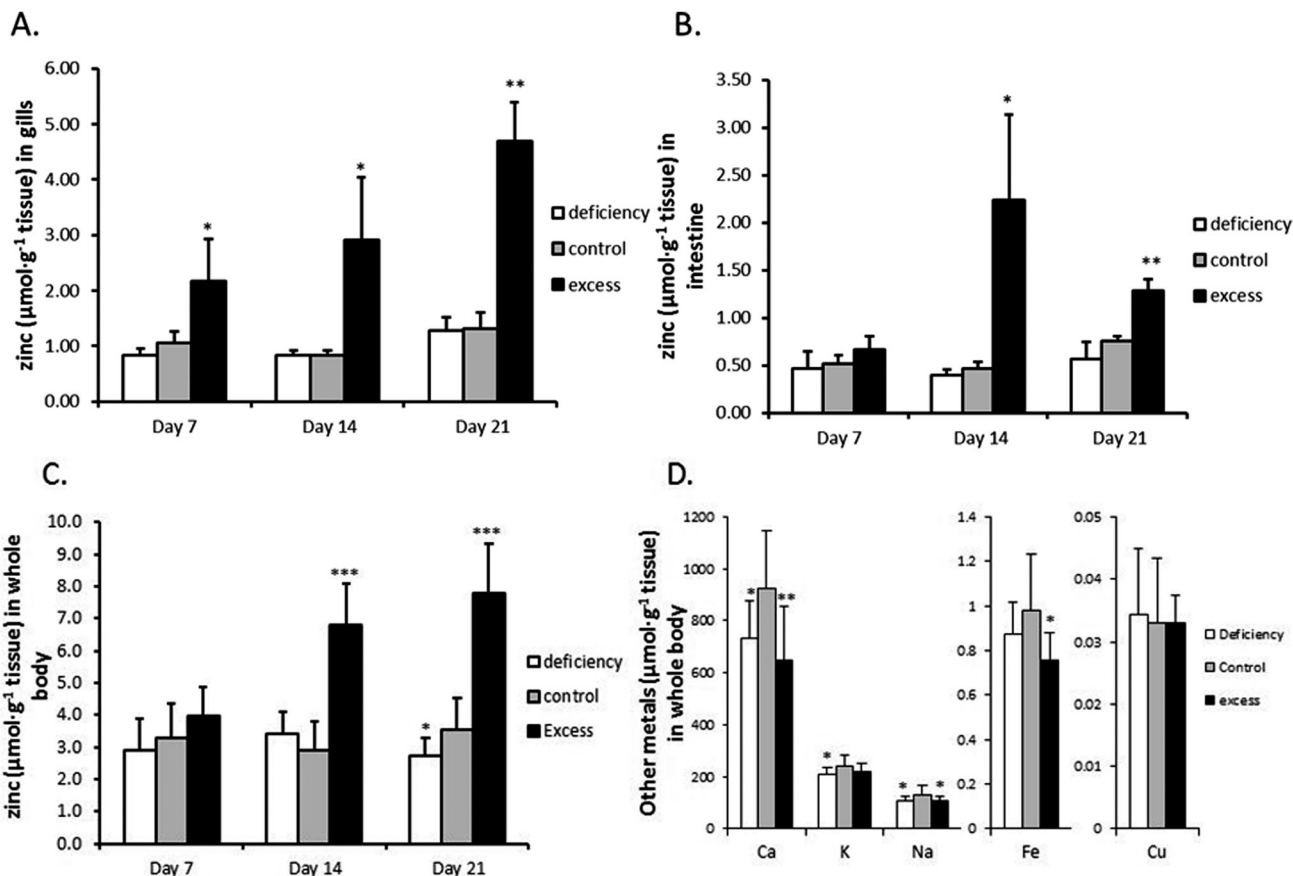 A.
zinc (µmol·g-1 tissue) in gills
6.00
5.00
4.00
3.00
2.00
1.00
0.00
*
*
**
Day 7
Day 14
Day 21
deficiency
control
excess
B.
zinc (µmol·g-1 tissue) in
intestine
3.50
3.00
2.50
2.00
1.50
1.00
0.50
0.00
*
**
Day 7
Day 14
Day 21
deficiency
control
excess
C.
zinc (µmol·g-1 tissue) in whole
body
10.0
9.0
8.0
7.0
6.0
5.0
4.0
3.0
2.0
1.0
0.0
***
*
***
Day 7
Day 14
Day 21
deficiency
control
Excess
D.
Other metals (µmol·g-1 tissue)
in whole body
1200
1000
800
600
400
200
0
*
**
*
*
*
Ca
K
Na
1.4
1.2
1
0.8
0.6
0.4
0.2
0
*
Fe
0.05
0.04
0.03
0.02
0.01
0
Cu
Deficiency
Control
excess